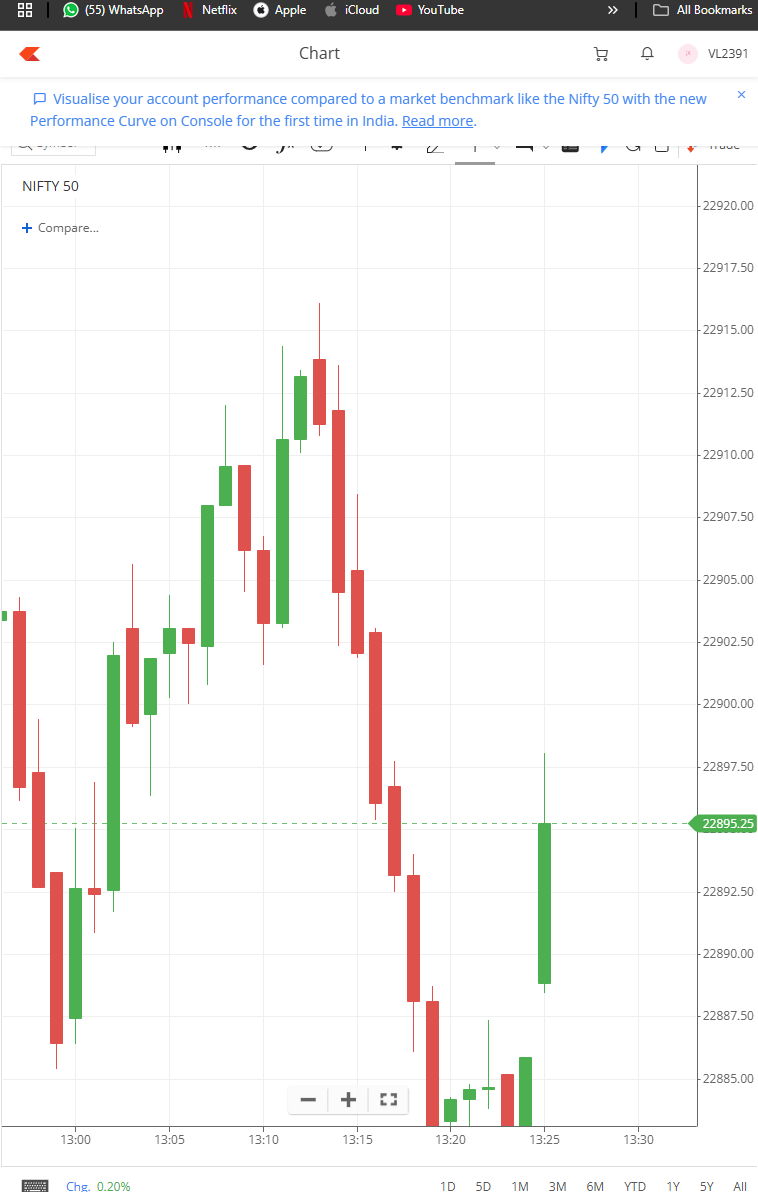 (55) WhatsApp Netflix Apple iCloud YouTube » All Bookmarks
Chart VL2391
Visualise your account performance compared to a market benchmark like the Nifty 50 with the new
Performance Curve on Console for the first time in India. Read more.
NIFTY 50
22920.00
+ Compare...
22917.50
22915.00
22912.50
22910.00
22907.50
22905.00
22902.50
22900.00
22897.50
22895.25
22892.50
22890.00
22887.50
22885.00
13:00 13:05 13:10 13:15 13:20 13:25 13:30
Chg. 0.20% 1D 5D 1M 3M 6M YTD 1Y 5Y All